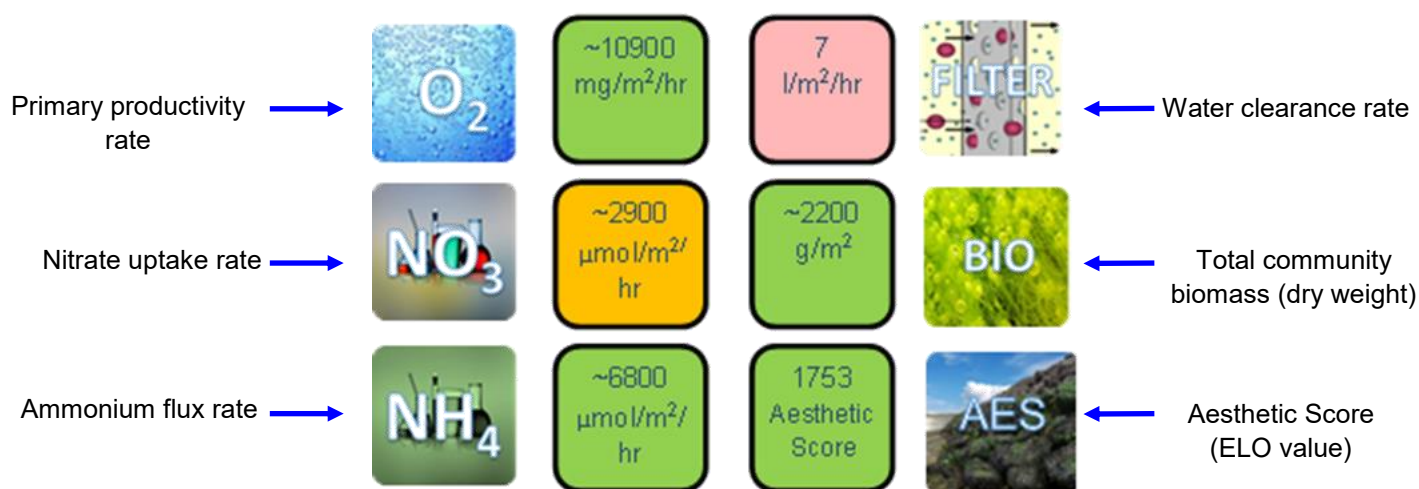 Primary productivity
rate
O₂
~10900
mg/m²/hr
7
l/m²/hr
FILTER
Water clearance rate
Nitrate uptake rate
NO₃
~2900
µmol/m²/
hr
~2200
g/m²
BIO
Total community
biomass (dry weight)
Ammonium flux rate
NH₄
~6800
µmol/m²/
hr
1753
Aesthetic
Score
AES
Aesthetic Score
(ELO value)